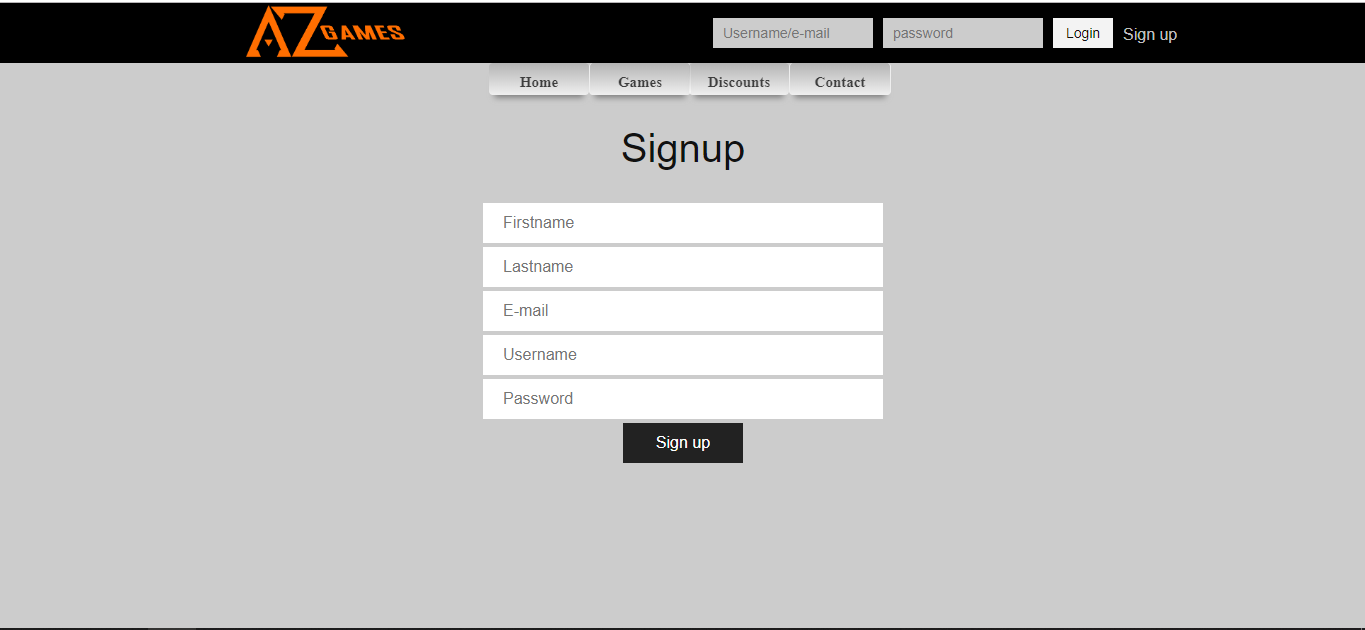 AZ GAMES
Username/e-mail password Login Sign up
Home Games Discounts Contact
Signup
Firstname
Lastname
E-mail
Username
Password
Sign up